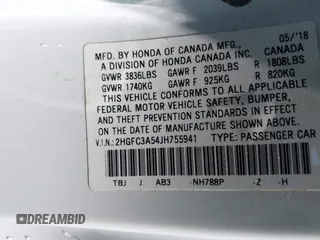 MFD. BY HONDA OF CANADA MFG., 05/'18
A DIVISION OF HONDA CANADA INC. CANADA
GVWR 3836LBS GAWR F 2039LBS R 1808LBS
GVWR 1740KG GAWR F 925KG R 820KG
THIS VEHICLE CONFORMS TO ALL APPLICABLE
FEDERAL MOTOR VEHICLE SAFETY, BUMPER,
AND THEFT PREVENTION STANDARDS IN EFFECT
ON THE DATE OF MANUFACTURE SHOWN ABOVE.
V.I.N.: 2HGFC3A54JH755941 TYPE: PASSENGER CAR
TBJ J AB3 -NH788P -Z -H
© AUTOBIDMASTER
DREAMBID